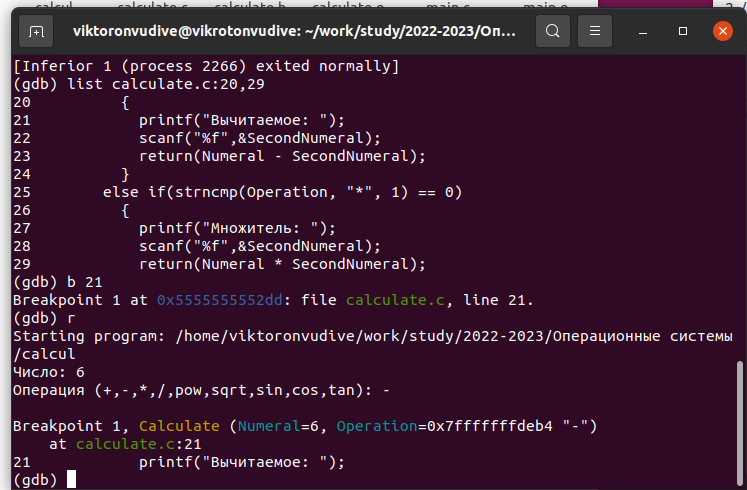 viktoronvudive@vikrotonvudive: ~/work/study/2022-2023/Оп...
[Inferior 1 (process 2266) exited normally]
(gdb) list calculate.c:20,29
20          {
21            printf("Вычитаемое: ");
22            scanf("%f",&SecondNumeral);
23            return(Numeral - SecondNumeral);
24          }
25        else if(strncmp(Operation, "*", 1) == 0)
26          {
27            printf("Множитель: ");
28            scanf("%f",&SecondNumeral);
29            return(Numeral * SecondNumeral);
(gdb) b 21
Breakpoint 1 at 0x5555555552dd: file calculate.c, line 21.
(gdb) r
Starting program: /home/viktoronvudive/work/study/2022-2023/Операционные системы
/calcul
Число: 6
Операция (+,-,*,/,pow,sqrt,sin,cos,tan): -
Breakpoint 1, Calculate (Numeral=6, Operation=0x7fffffffdeb4 "-")
    at calculate.c:21
21            printf("Вычитаемое: ");
(gdb)